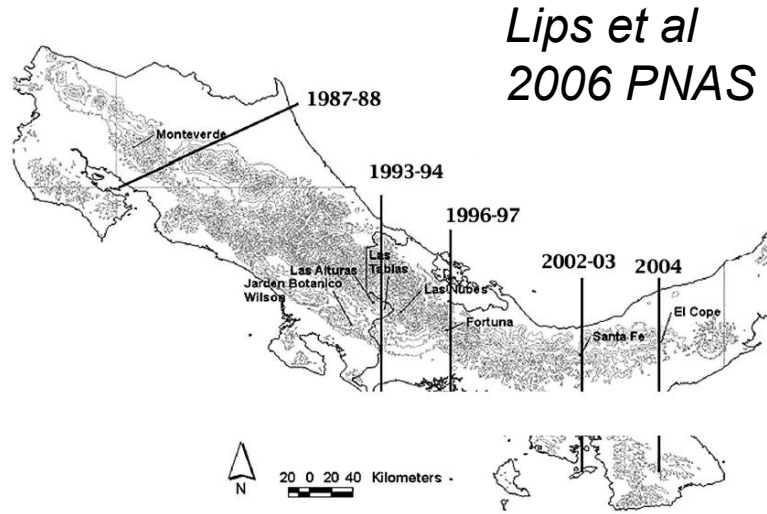 Lips et al
2006 PNAS
1987-88
Monteverde
1993-94
1996-97
2002-03
2004
Las Alturas
Las
Tablas
Jarden Botanico
Wilson
Las Nubes
Fortuna
Santa Fe
El Cope
20 0 20 40 Kilometers
N